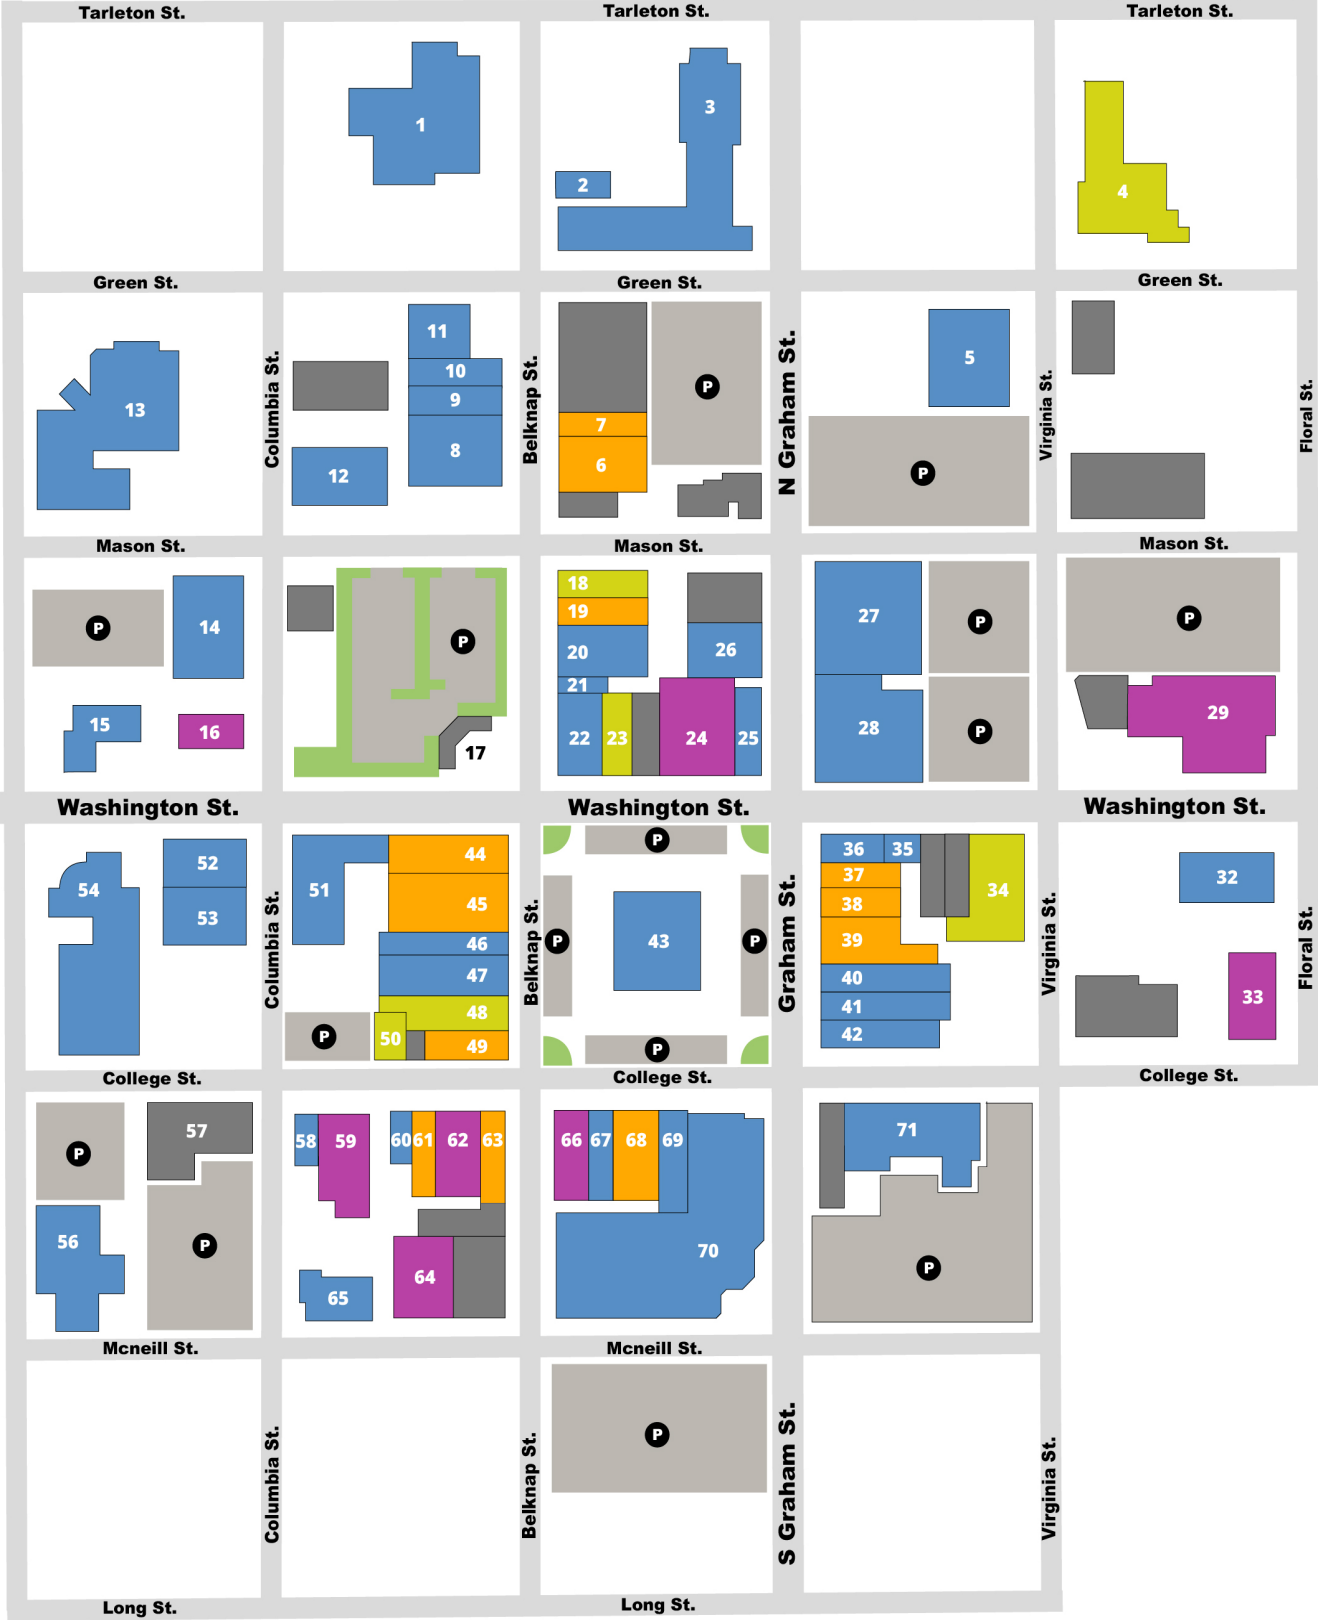 Tarleton St.
Tarleton St.
Tarleton St.
1
2
3
4
Green St.
Green St.
Green St.
Columbia St.
Belknap St.
N Graham St.
Virginia St.
Floral St.
13
11
10
9
8
12
7
6
P
5
P
Mason St.
Mason St.
Mason St.
P
14
15
16
P
17
18
19
20
21
22
23
24
25
26
27
28
P
P
P
29
Washington St.
Washington St.
Washington St.
54
52
53
Columbia St.
51
44
45
46
47
48
49
50
P
Belknap St.
P
P
43
P
P
Graham St.
36
35
37
38
39
40
41
42
34
Virginia St.
32
33
Floral St.
College St.
College St.
College St.
P
57
56
P
58
59
60
61
62
63
64
65
66
67
68
69
70
71
P
Mcneill St.
Mcneill St.
Columbia St.
Belknap St.
P
S Graham St.
Virginia St.
Long St.
Long St.